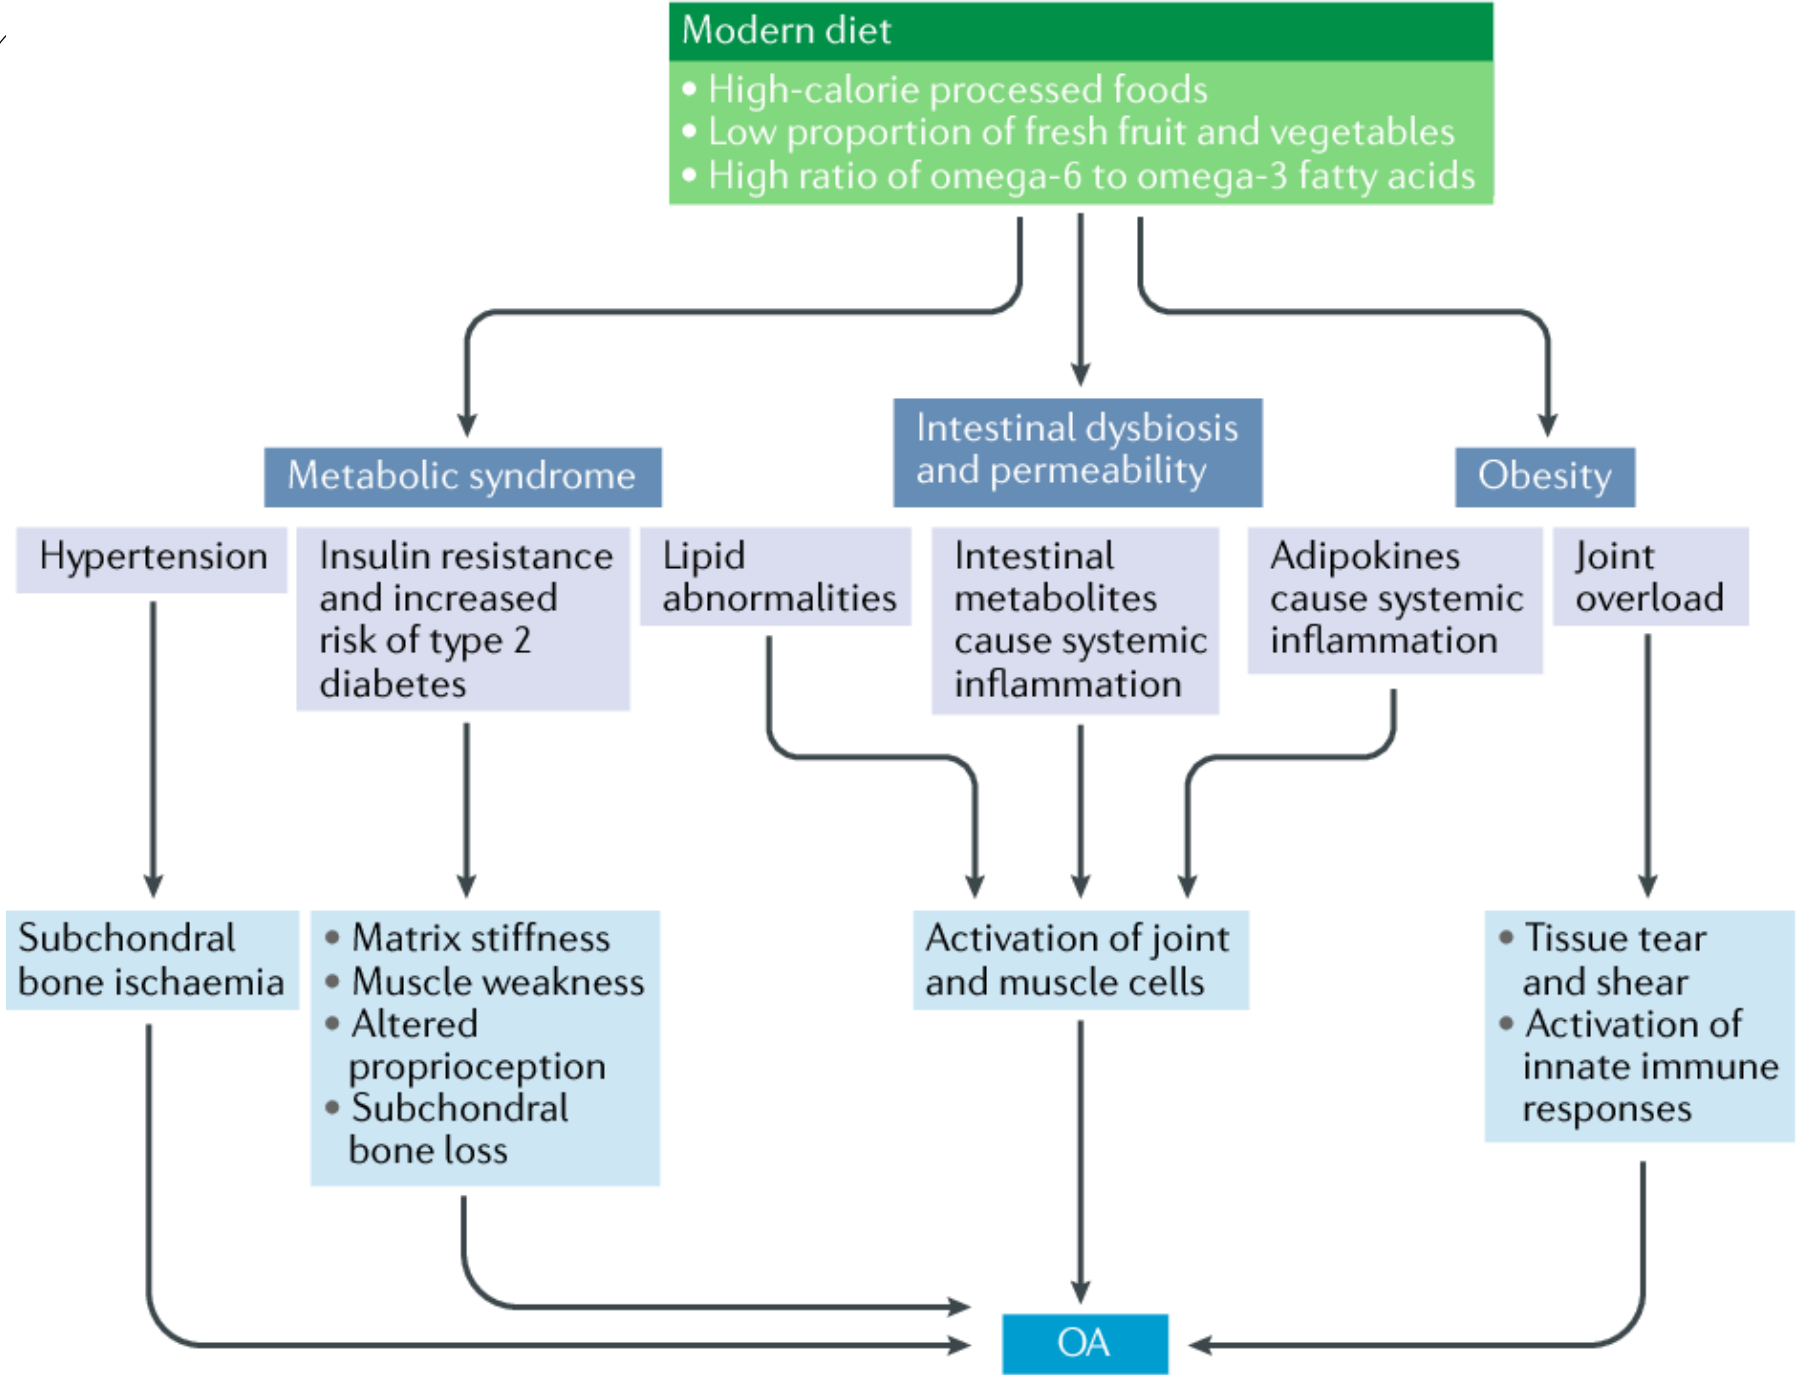 Modern diet
• High-calorie processed foods
• Low proportion of fresh fruit and vegetables
• High ratio of omega-6 to omega-3 fatty acids
Metabolic syndrome
Intestinal dysbiosis
and permeability
Obesity
Hypertension
Insulin resistance
and increased
risk of type 2
diabetes
Lipid
abnormalities
Intestinal
metabolites
cause systemic
inflammation
Adipokines
cause systemic
inflammation
Joint
overload
Subchondral
bone ischaemia
• Matrix stiffness
• Muscle weakness
• Altered
proprioception
• Subchondral
bone loss
Activation of joint
and muscle cells
• Tissue tear
and shear
• Activation of
innate immune
responses
OA